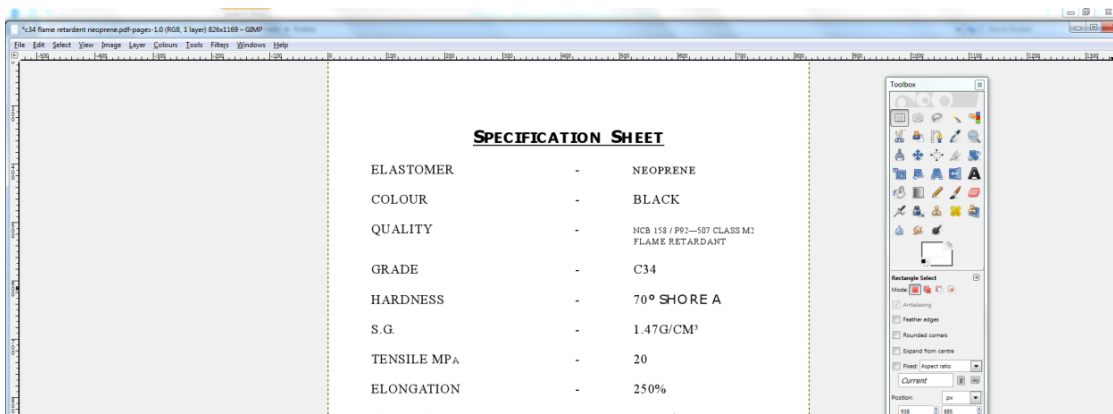 *c34 flame retardent neoprene.pdf-pages-1.0 (RGB, 1 layer) 826x1169 – GIMP
File Edit Select View Image Layer Colours Tools Filters Windows Help
SPECIFICATION SHEET
ELASTOMER - NEOPRENE
COLOUR - BLACK
QUALITY - NCB 158 / P92—507 CLASS M2
FLAME RETARDANT
GRADE - C34
HARDNESS - 70° SHORE A
S.G. - 1.47G/CM³
TENSILE MPA - 20
ELONGATION - 250%
Toolbox
Rectangle Select
Mode:
Antialiasing
Feather edges
Rounded corners
Expand from centre
Fixed: Aspect ratio
Current
Position: px
938 885